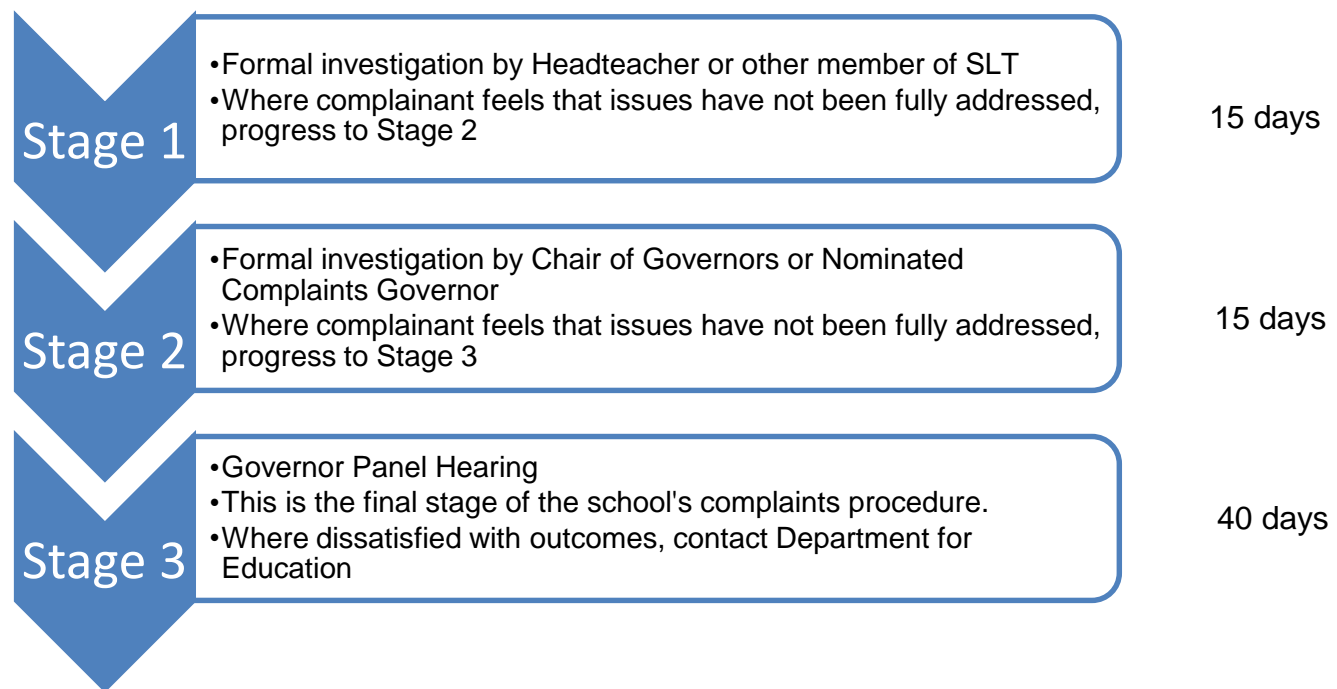 Stage 1
•Formal investigation by Headteacher or other member of SLT
•Where complainant feels that issues have not been fully addressed,
progress to Stage 2
15 days
Stage 2
•Formal investigation by Chair of Governors or Nominated
Complaints Governor
•Where complainant feels that issues have not been fully addressed,
progress to Stage 3
15 days
Stage 3
•Governor Panel Hearing
•This is the final stage of the school's complaints procedure.
•Where dissatisfied with outcomes, contact Department for
Education
40 days